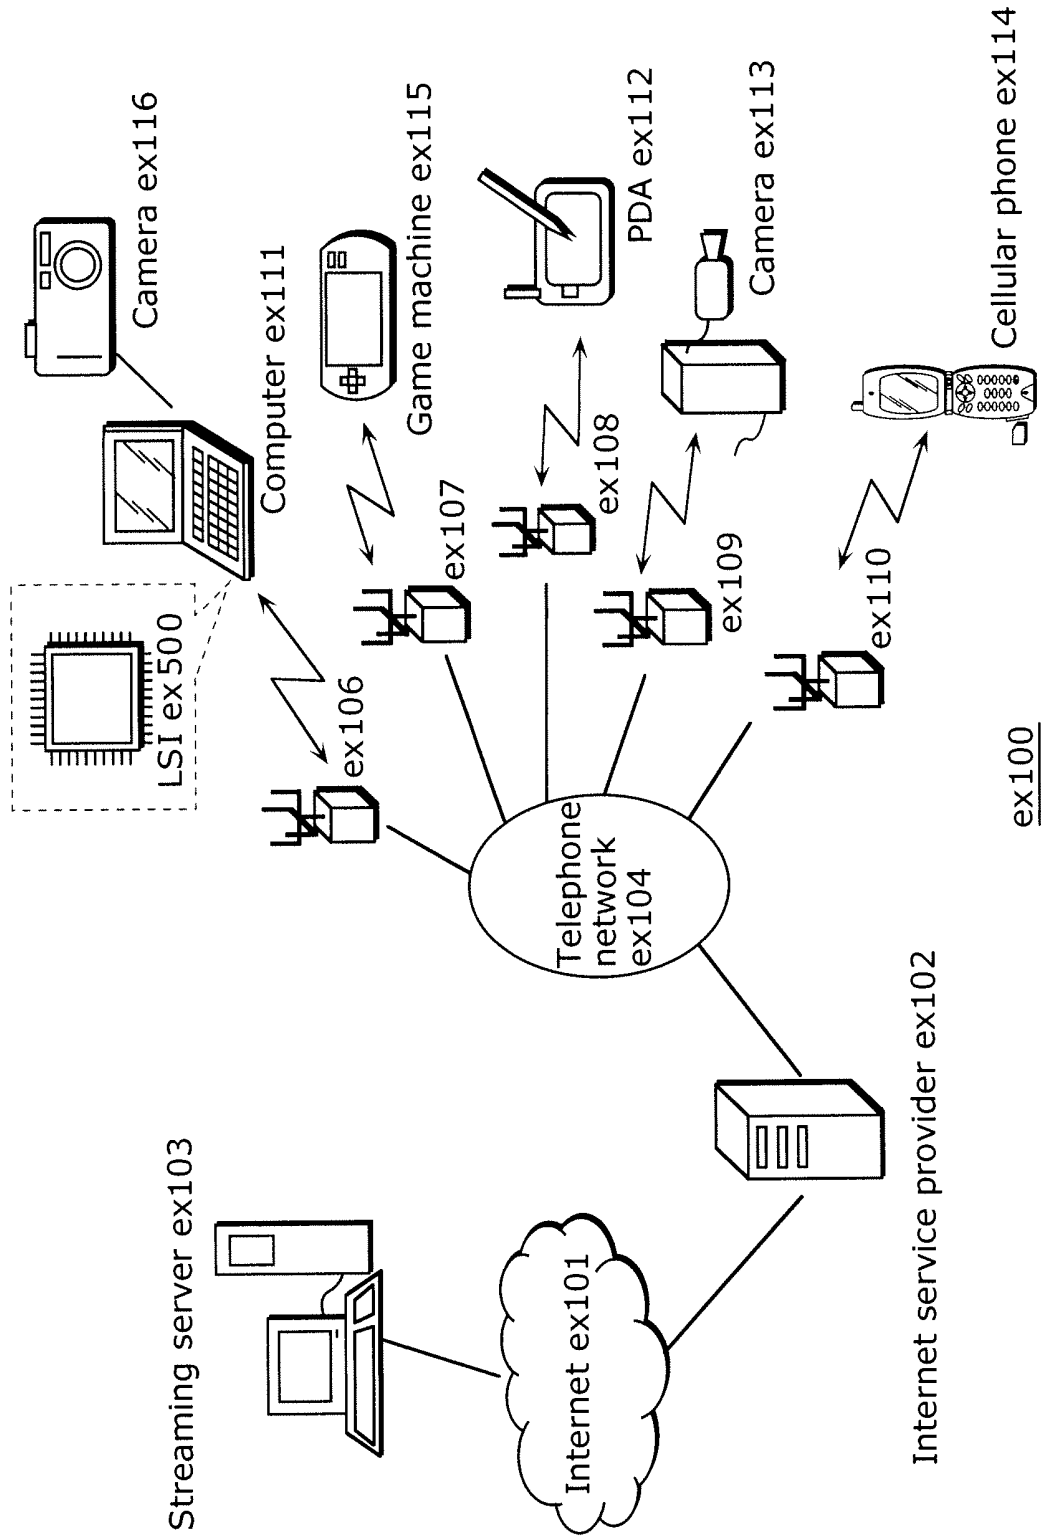 Streaming server ex103
Internet ex101
Internet service provider ex102
Telephone
network
ex104
LSI ex500
ex106
ex107
ex108
ex109
ex110
Camera ex116
Computer ex111
Game machine ex115
PDA ex112
Camera ex113
Cellular phone ex114
ex100